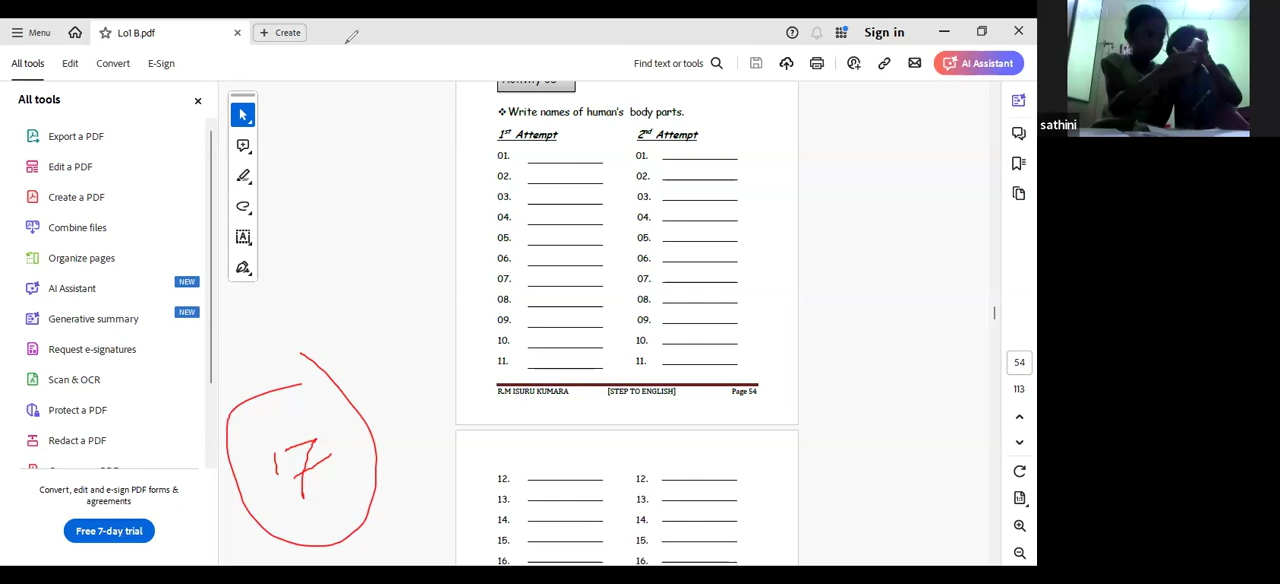 Menu
Lo1 B.pdf
Create
Sign in
All tools
Edit
Convert
E-Sign
Find text or tools
AI Assistant
sathini
All tools
Export a PDF
Edit a PDF
Create a PDF
Combine files
Organize pages
AI Assistant NEW
Generative summary NEW
Request e-signatures
Scan & OCR
Protect a PDF
Redact a PDF
Convert, edit and e-sign PDF forms & agreements
Free 7-day trial
Write names of human's body parts.
1st Attempt 2nd Attempt
01. 01.
02. 02.
03. 03.
04. 04.
05. 05.
06. 06.
07. 07.
08. 08.
09. 09.
10. 10.
11. 11.
R.M ISURU KUMARA [STEP TO ENGLISH] Page 54
12. 12.
13. 13.
14. 14.
15. 15.
16. 16.
17
54
113